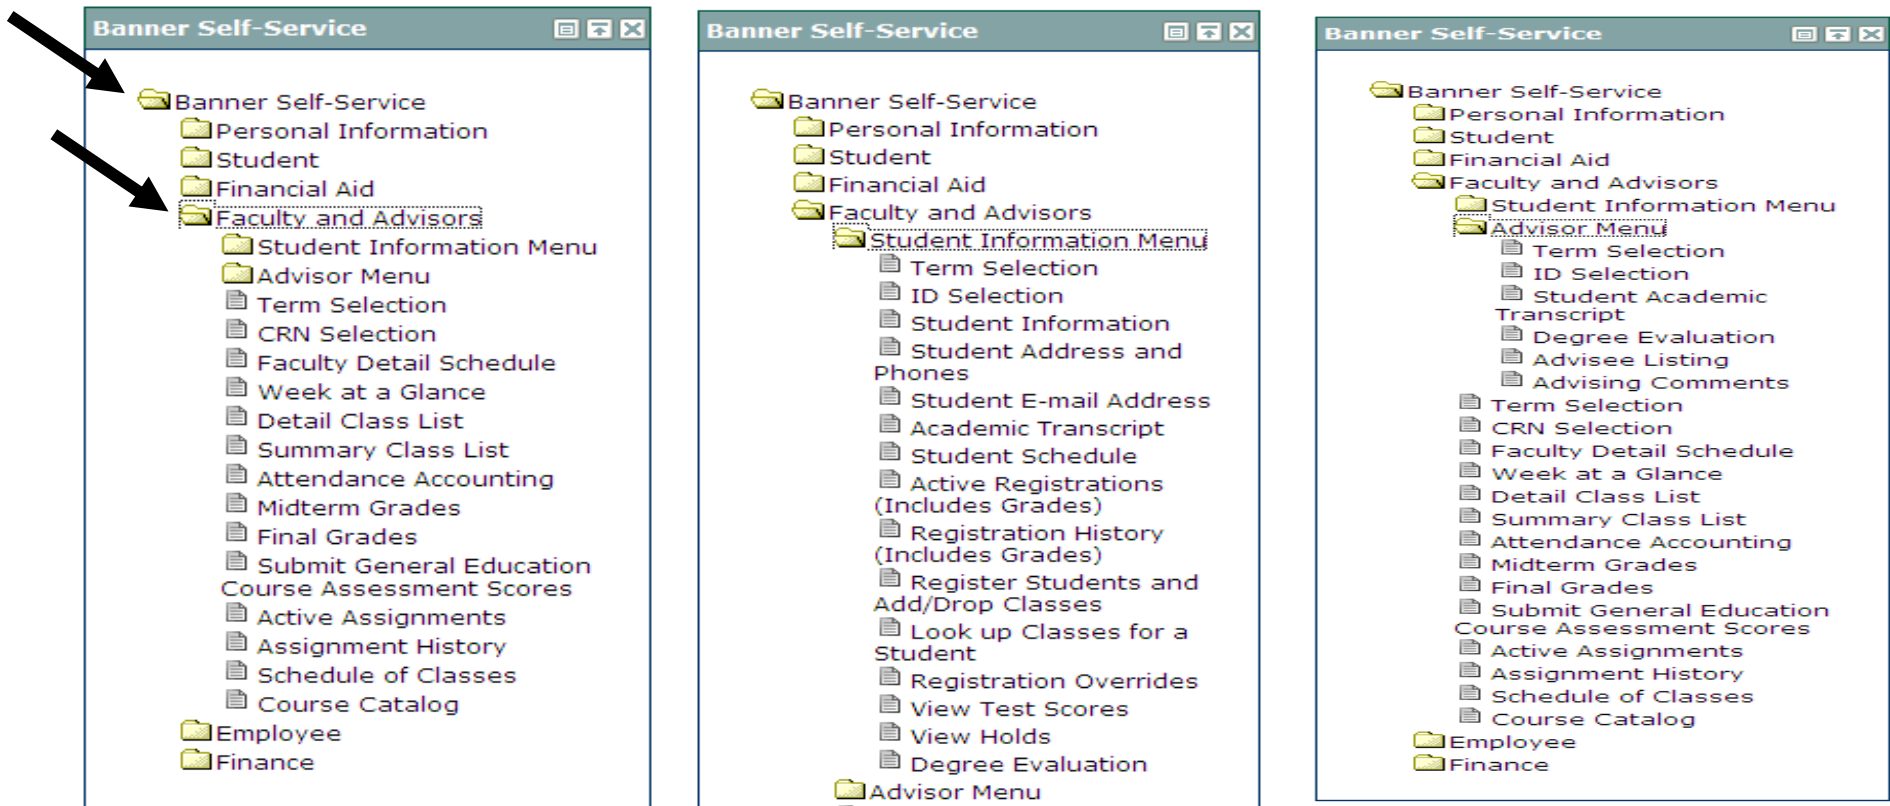 Banner Self-Service
Banner Self-Service
Personal Information
Student
Financial Aid
Faculty and Advisors
Student Information Menu
Advisor Menu
Term Selection
CRN Selection
Faculty Detail Schedule
Week at a Glance
Detail Class List
Summary Class List
Attendance Accounting
Midterm Grades
Final Grades
Submit General Education
Course Assessment Scores
Active Assignments
Assignment History
Schedule of Classes
Course Catalog
Employee
Finance
Banner Self-Service
Banner Self-Service
Personal Information
Student
Financial Aid
Faculty and Advisors
Student Information Menu
Term Selection
ID Selection
Student Information
Student Address and
Phones
Student E-mail Address
Academic Transcript
Student Schedule
Active Registrations
(Includes Grades)
Registration History
(Includes Grades)
Register Students and
Add/Drop Classes
Look up Classes for a
Student
Registration Overrides
View Test Scores
View Holds
Degree Evaluation
Advisor Menu
Banner Self-Service
Banner Self-Service
Personal Information
Student
Financial Aid
Faculty and Advisors
Student Information Menu
Advisor Menu
Term Selection
ID Selection
Student Academic
Transcript
Degree Evaluation
Advisee Listing
Advising Comments
Term Selection
CRN Selection
Faculty Detail Schedule
Week at a Glance
Detail Class List
Summary Class List
Attendance Accounting
Midterm Grades
Final Grades
Submit General Education
Course Assessment Scores
Active Assignments
Assignment History
Schedule of Classes
Course Catalog
Employee
Finance